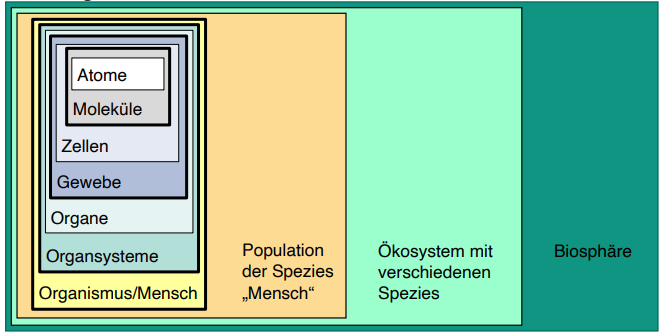 Atome
Moleküle
Zellen
Gewebe
Organe
Organsysteme
Organismus/Mensch
Population
der Spezies
„Mensch“
Ökosystem mit
verschiedenen
Spezies
Biosphäre